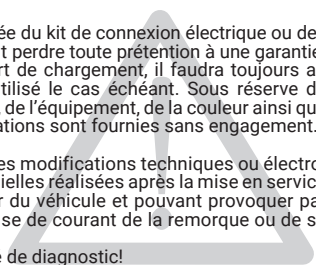 ée du kit de connexion électrique ou de
t perdre toute prétention à une garantie
rt de chargement, il faudra toujours a
tilisé le cas échéant. Sous réserve d
, de l’équipement, de la couleur ainsi qu
ations sont fournies sans engagement.
es modifications techniques ou électro
ielles réalisées après la mise en servic
r du véhicule et pouvant provoquer pa
ise de courant de la remorque ou de s
e de diagnostic!